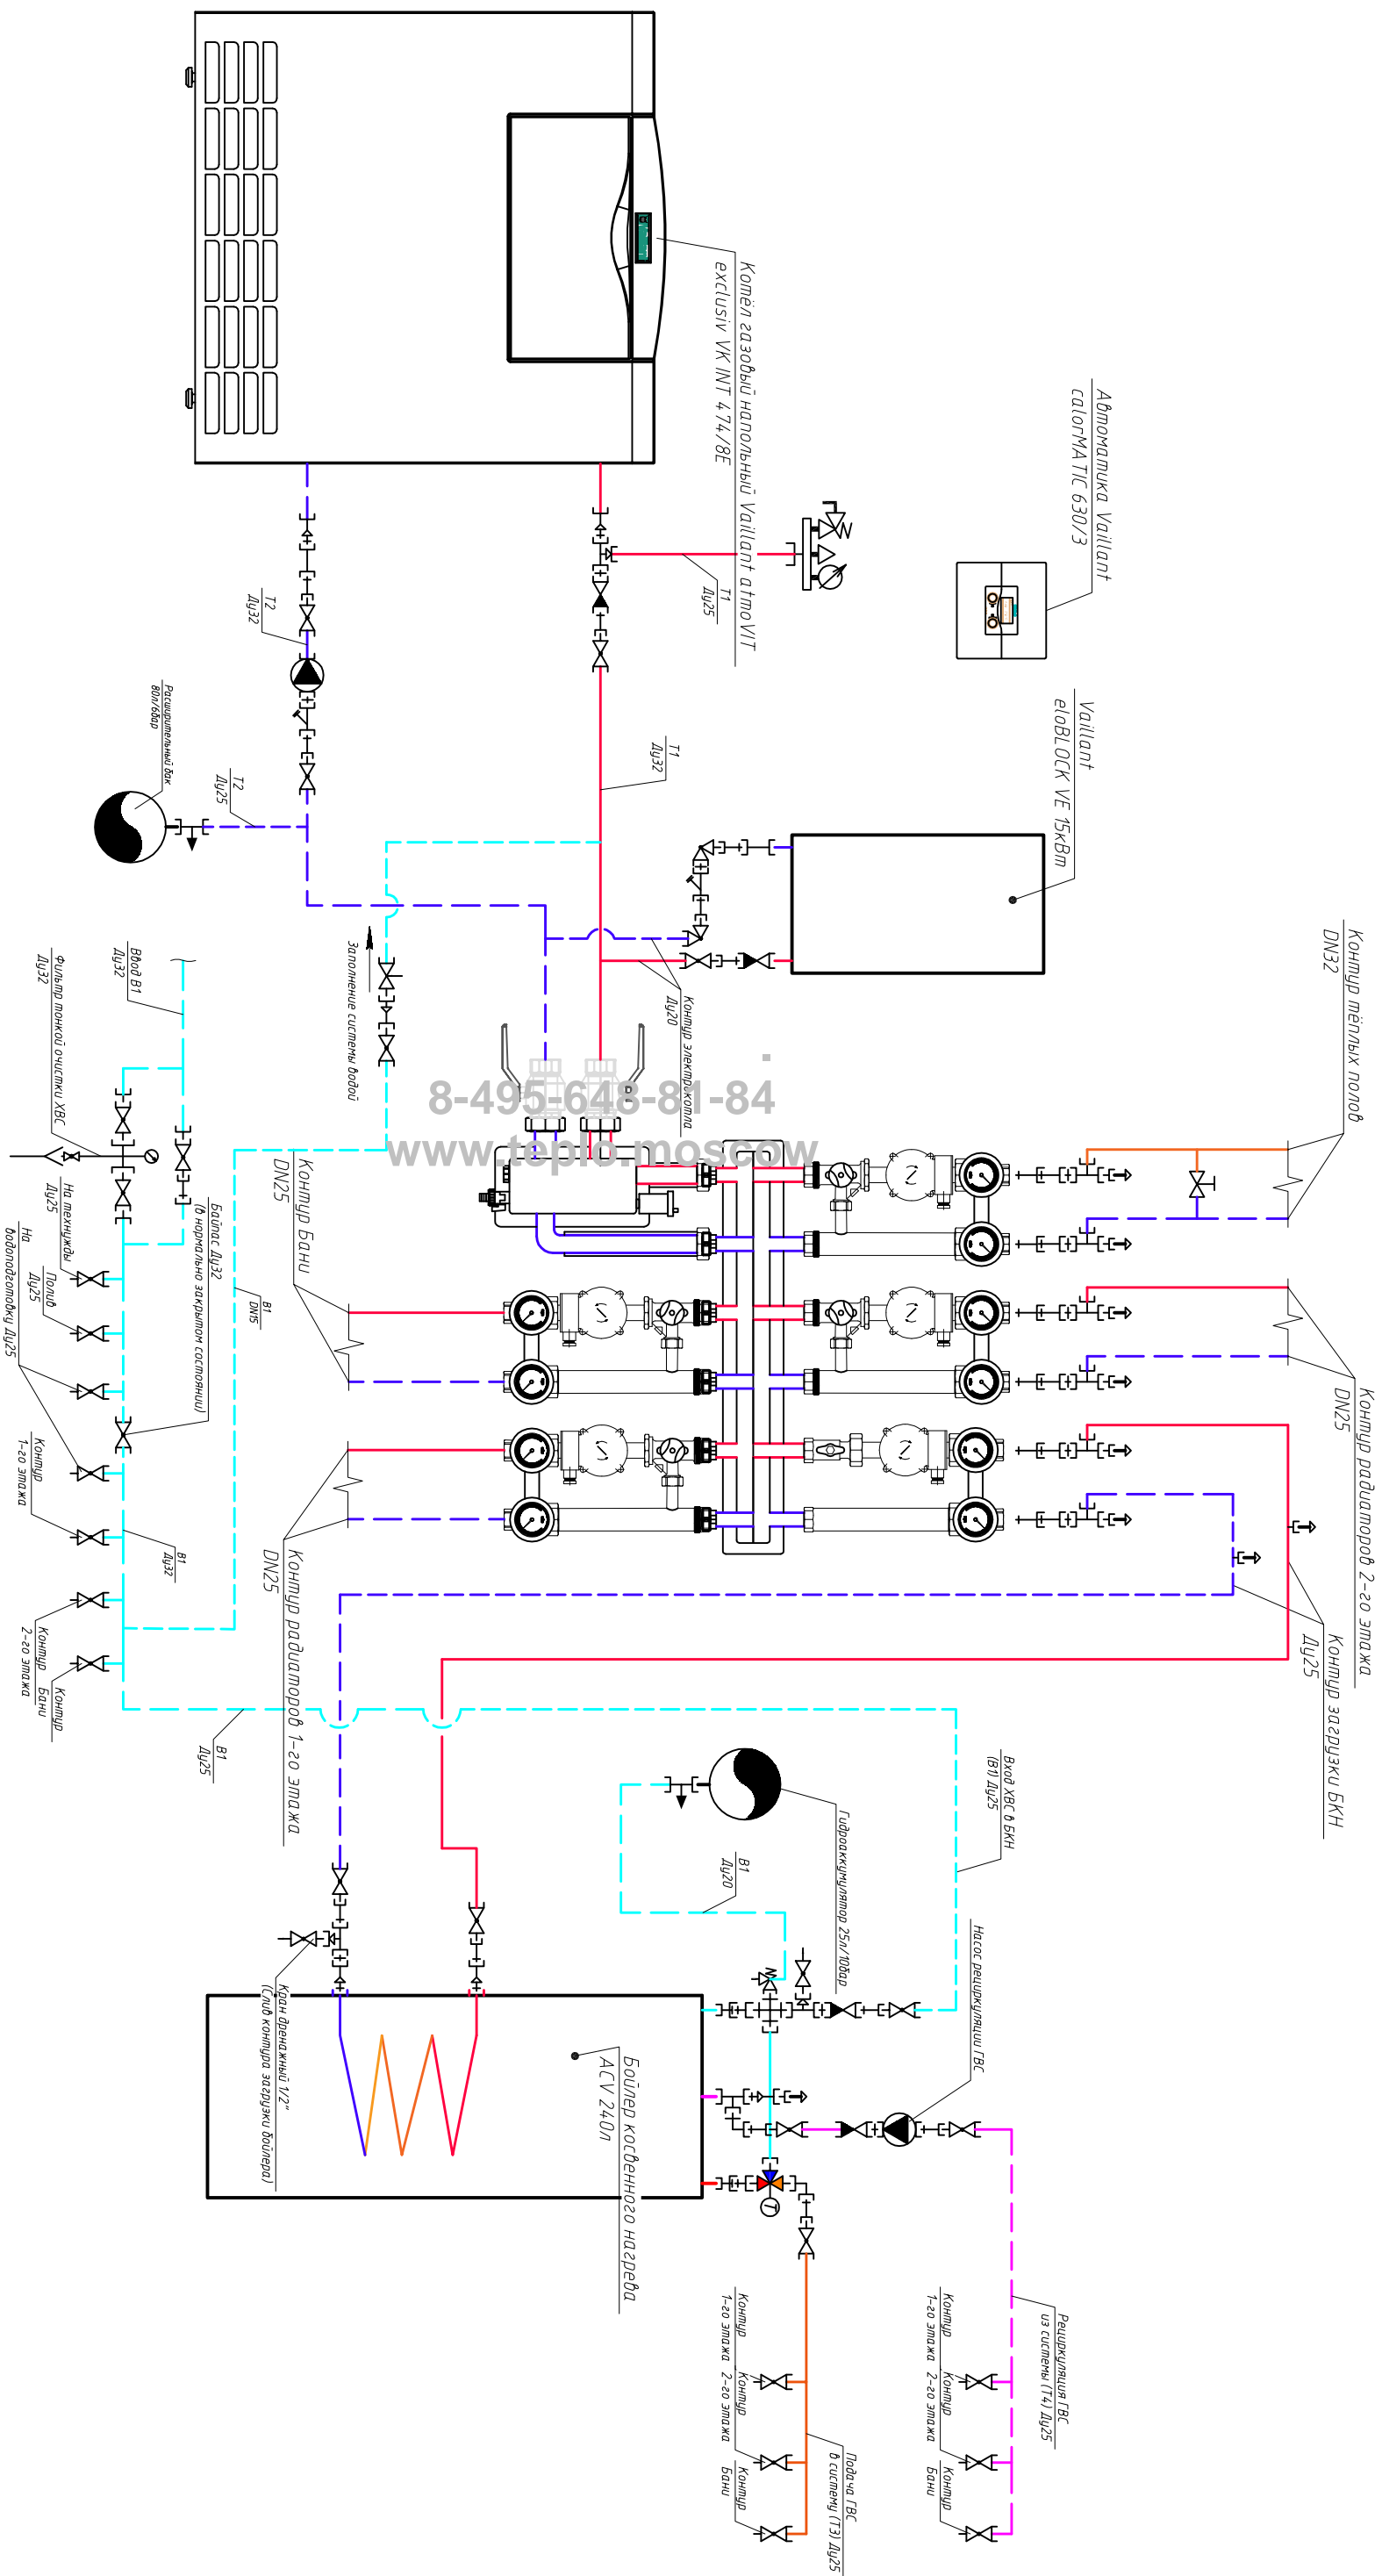 Котёл газовый напольный Vaillant atmoVIT
exclusiv VK INT 474/8E
Автоматика Vaillant
calorMATIC 630/3
Vaillant
eloBLOCK VE 15кВт
Контур тёплых полов
DN32
Контур радиаторов 2-го этажа
DN25
Контур загрузки БКН
Ду25
Т1
Ду25
Т2
Ду32
Т1
Ду32
Расширительный бак
80л/6бар
Т2
Ду25
Контур электрокотла
Ду20
Заполнение системы водой
8-495-648-81-84
www.teplo.moscow
Ввод В1
Ду32
Фильтр тонкой очистки ХВС
Ду32
Байпас Ду32
(в нормально закрытом состоянии)
На технужды
Ду25
Полив
Ду25
На
водоподготовку Ду25
В1
DN15
Контур Бани
DN25
Контур радиаторов 1-го этажа
DN25
Контур
1-го этажа
В1
Ду32
Контур
2-го этажа
Контур
Бани
В1
Ду25
Вход ХВС в БКН
(В1) Ду25
Гидроаккумулятор 25л/10бар
В1
Ду20
Насос рециркуляции ГВС
Кран дренажный 1/2"
(Слив контура загрузки бойлера)
Бойлер косвенного нагрева
ACV 240л
Т
Рециркуляция ГВС
из системы (Т4) Ду25
Контур
1-го этажа
Контур
2-го этажа
Контур
Бани
Подача ГВС
в систему (Т3) Ду25
Контур
1-го этажа
Контур
2-го этажа
Контур
Бани